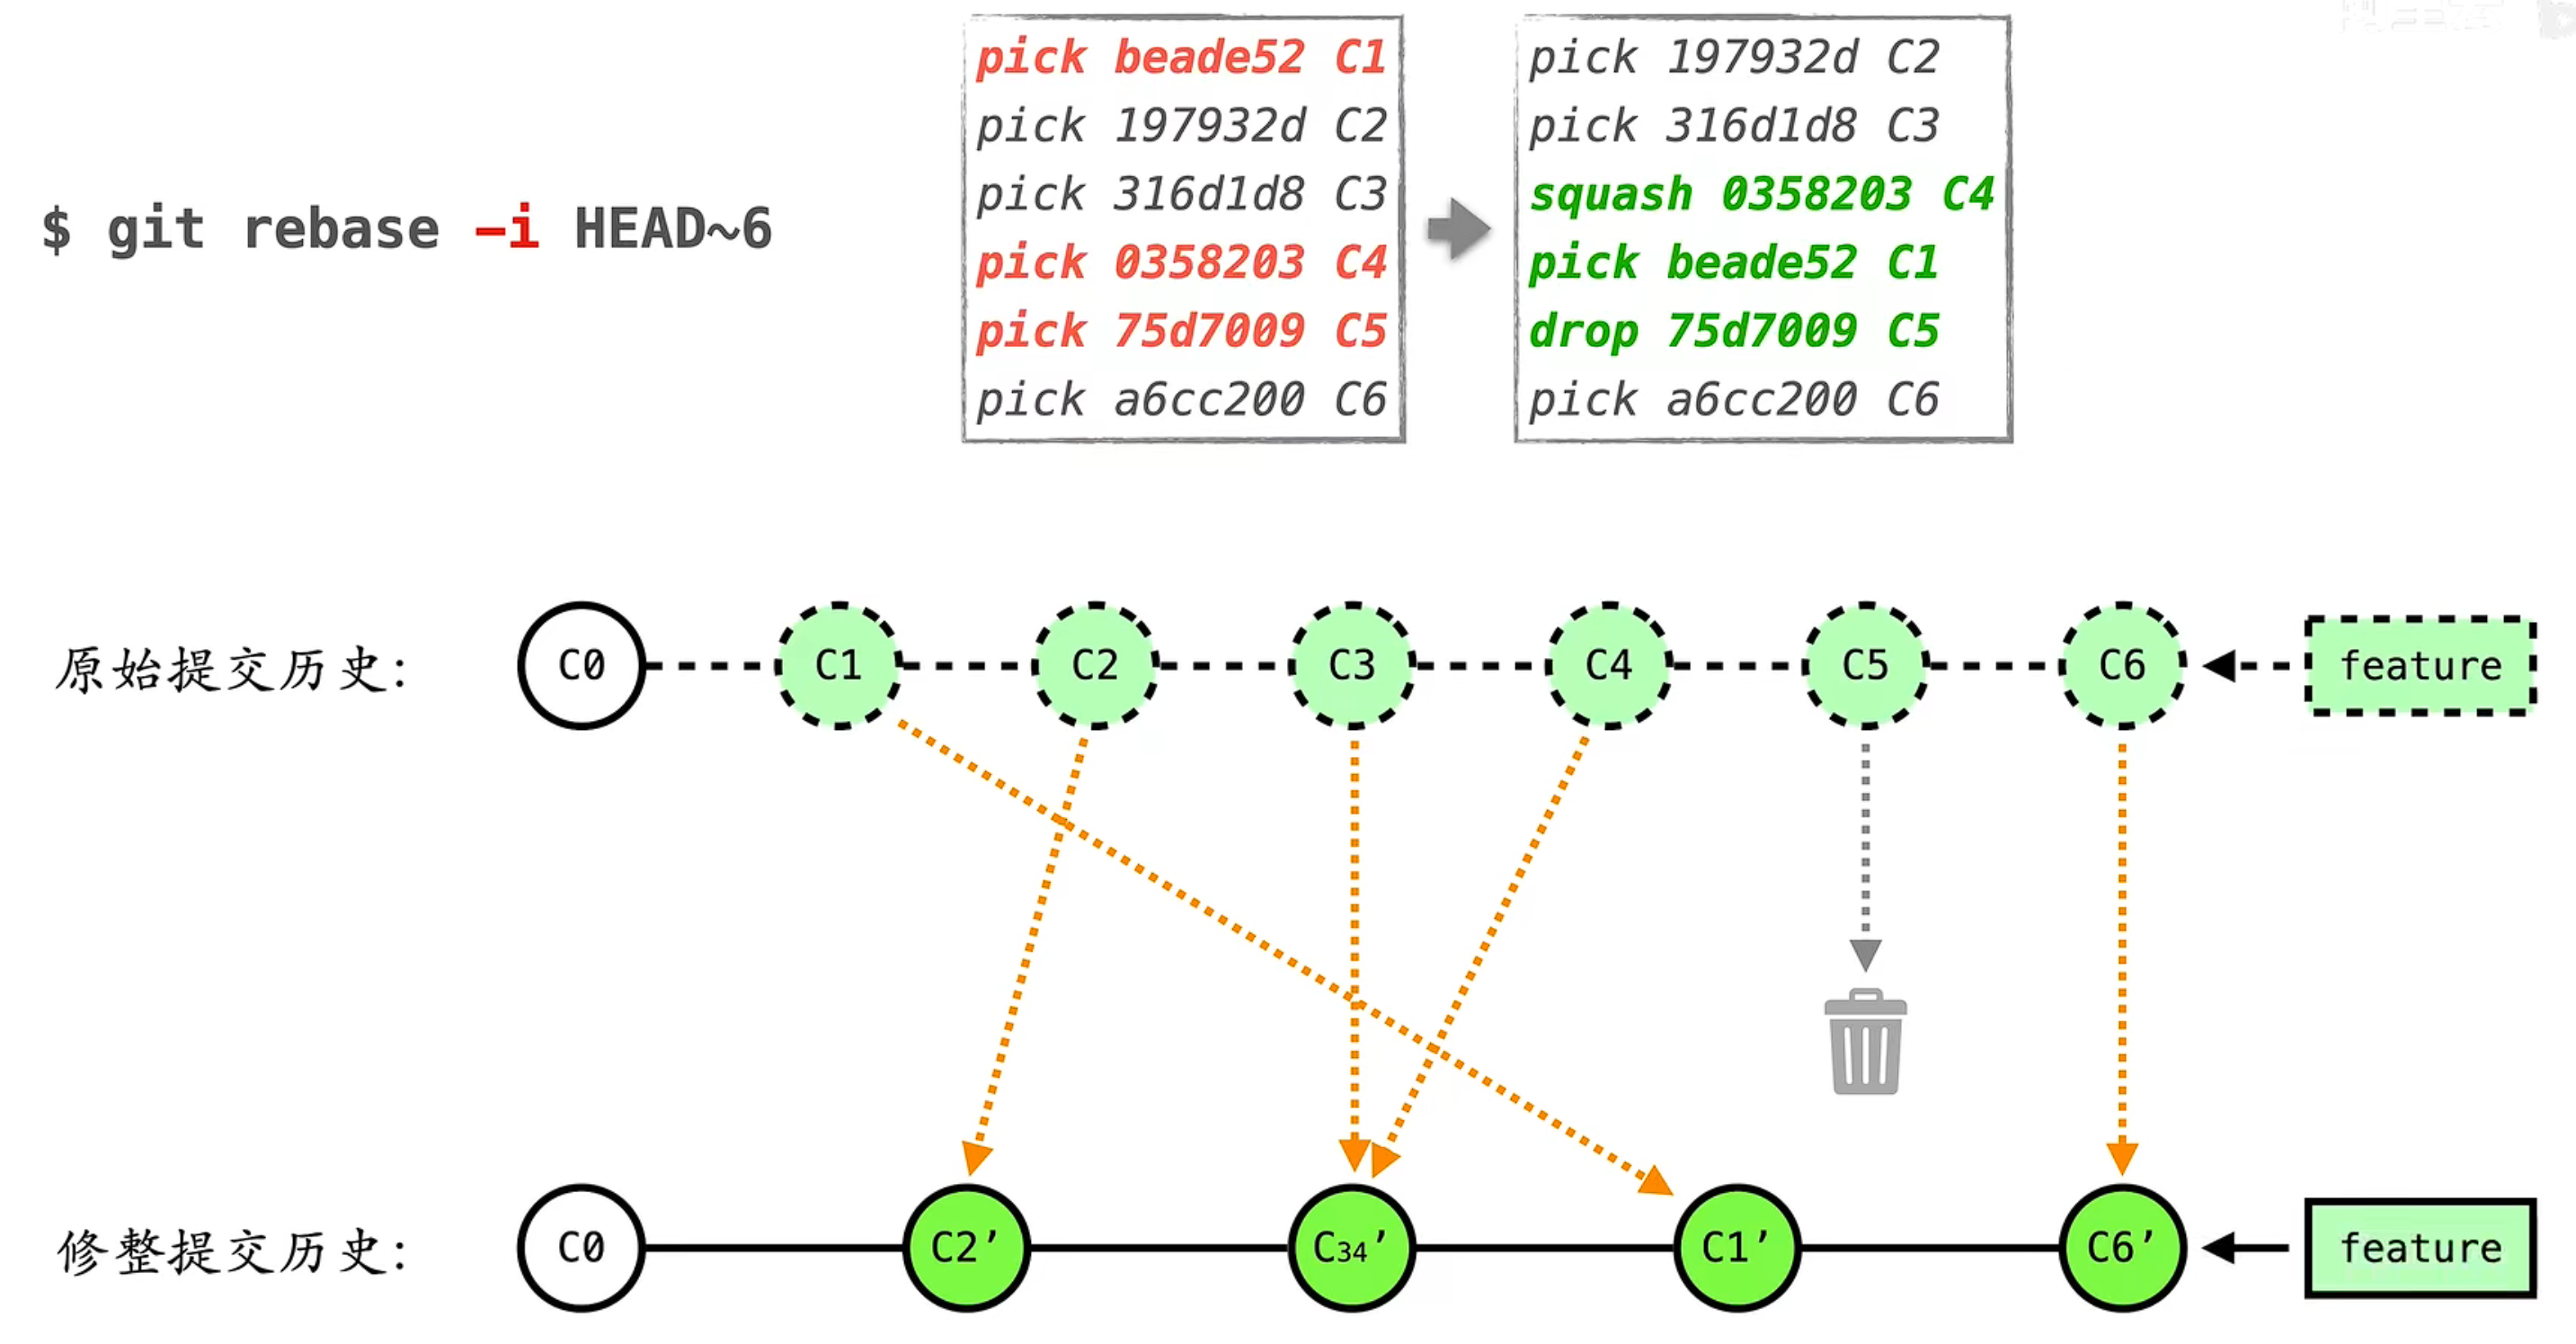 $ git rebase –i HEAD~6
pick beade52 C1
pick 197932d C2
pick 316d1d8 C3
pick 0358203 C4
pick 75d7009 C5
pick a6cc200 C6
pick 197932d C2
pick 316d1d8 C3
squash 0358203 C4
pick beade52 C1
drop 75d7009 C5
pick a6cc200 C6
原始提交历史: C0 C1 C2 C3 C4 C5 C6 feature
修整提交历史: C0 C2’ C34’ C1’ C6’ feature